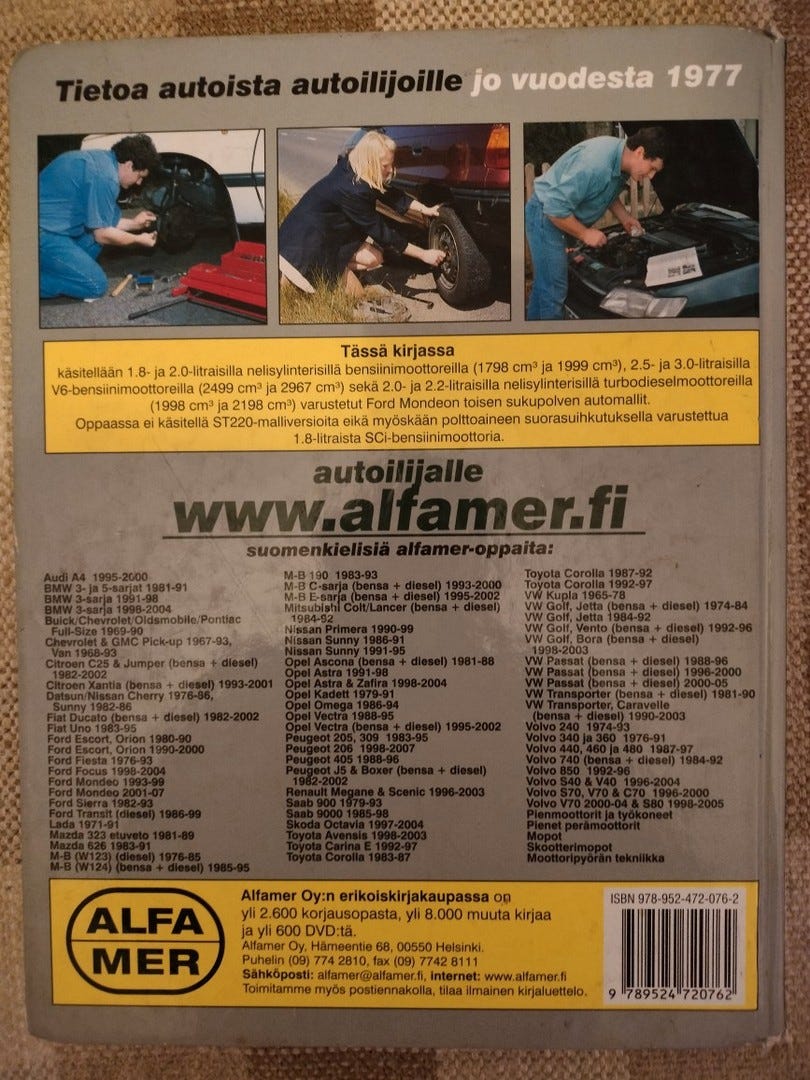 Tietoa autoista autoilijoille jo vuodesta 1977
Tässä kirjassa
käsitellään 1.8- ja 2.0-litraisilla nelisylinterisillä bensiinimoottoreilla (1798 cm³ ja 1999 cm³), 2.5- ja 3.0-litraisilla
V6-bensiinimoottoreilla (2499 cm³ ja 2967 cm³) sekä 2.0- ja 2.2-litraisilla nelisylinterisillä turbodieselmoottoreilla
(1998 cm³ ja 2198 cm³) varustetut Ford Mondeon toisen sukupolven automallit.
Oppaassa ei käsitellä ST220-malliversioita eikä myöskään polttoaineen suorasuihkutuksella varustettua
1.8-litraista SCi-bensiinimoottoria.
autoilijalle
www.alfamer.fi
suomenkielisiä alfamer-oppaita:
Audi A4 1995-2000
BMW 3- ja 5-sarjat 1981-91
BMW 3-sarja 1991-98
BMW 3-sarja 1998-2004
Buick/Chevrolet/Oldsmobile/Pontiac
Full-Size 1969-90
Chevrolet & GMC Pick-up 1967-93,
Van 1968-93
Citroen C25 & Jumper (bensa + diesel)
1982-2002
Citroen Xantia (bensa + diesel) 1993-2001
Datsun/Nissan Cherry 1976-86,
Sunny 1982-86
Fiat Ducato (bensa + diesel) 1982-2002
Fiat Uno 1983-95
Ford Escort, Orion 1980-90
Ford Escort, Orion 1990-2000
Ford Fiesta 1976-93
Ford Focus 1998-2004
Ford Mondeo 1993-99
Ford Mondeo 2001-07
Ford Sierra 1982-93
Ford Transit (diesel) 1986-99
Lada 1971-91
Mazda 323 etuveto 1981-89
Mazda 626 1983-91
M-B (W123) (diesel) 1976-85
M-B (W124) (bensa + diesel) 1985-95
M-B 190 1983-93
M-B C-sarja (bensa + diesel) 1993-2000
M-B E-sarja (bensa + diesel) 1995-2002
Mitsubishi Colt/Lancer (bensa + diesel)
1984-92
Nissan Primera 1990-99
Nissan Sunny 1986-91
Nissan Sunny 1991-95
Opel Ascona (bensa + diesel) 1981-88
Opel Astra 1991-98
Opel Astra & Zafira 1998-2004
Opel Kadett 1979-91
Opel Omega 1986-94
Opel Vectra 1988-95
Opel Vectra (bensa + diesel) 1995-2002
Peugeot 205, 309 1983-95
Peugeot 206 1998-2007
Peugeot 405 1988-96
Peugeot J5 & Boxer (bensa + diesel)
1982-2002
Renault Megane & Scenic 1996-2003
Saab 900 1979-93
Saab 9000 1985-98
Skoda Octavia 1997-2004
Toyota Avensis 1998-2003
Toyota Carina E 1992-97
Toyota Corolla 1983-87
Toyota Corolla 1987-92
Toyota Corolla 1992-97
VW Kupla 1965-78
VW Golf, Jetta (bensa + diesel) 1974-84
VW Golf, Jetta 1984-92
VW Golf, Vento (bensa + diesel) 1992-96
VW Golf, Bora (bensa + diesel)
1998-2003
VW Passat (bensa + diesel) 1988-96
VW Passat (bensa + diesel) 1996-2000
VW Passat (bensa + diesel) 2000-05
VW Transporter (bensa + diesel) 1981-90
VW Transporter, Caravelle
(bensa + diesel) 1990-2003
Volvo 240 1974-93
Volvo 340 ja 360 1976-91
Volvo 440, 460 ja 480 1987-97
Volvo 740 (bensa + diesel) 1984-92
Volvo 850 1992-96
Volvo S40 & V40 1996-2004
Volvo S70, V70 & C70 1996-2000
Volvo V70 2000-04 & S80 1998-2005
Pienmoottorit ja työkoneet
Pienet perämoottorit
Mopot
Skootterimopot
Moottoripyörän tekniikka
ALFA
MER
Alfamer Oy:n erikoiskirjakaupassa on
yli 2.600 korjausopasta, yli 8.000 muuta kirjaa
ja yli 600 DVD:tä.
Alfamer Oy, Hämeentie 68, 00550 Helsinki.
Puhelin (09) 774 2810, fax (09) 7742 8111
Sähköposti: alfamer@alfamer.fi, internet: www.alfamer.fi
Toimitamme myös postiennakolla, tilaa ilmainen kirjaluettelo.
ISBN 978-952-472-076-2
9 789524 720762